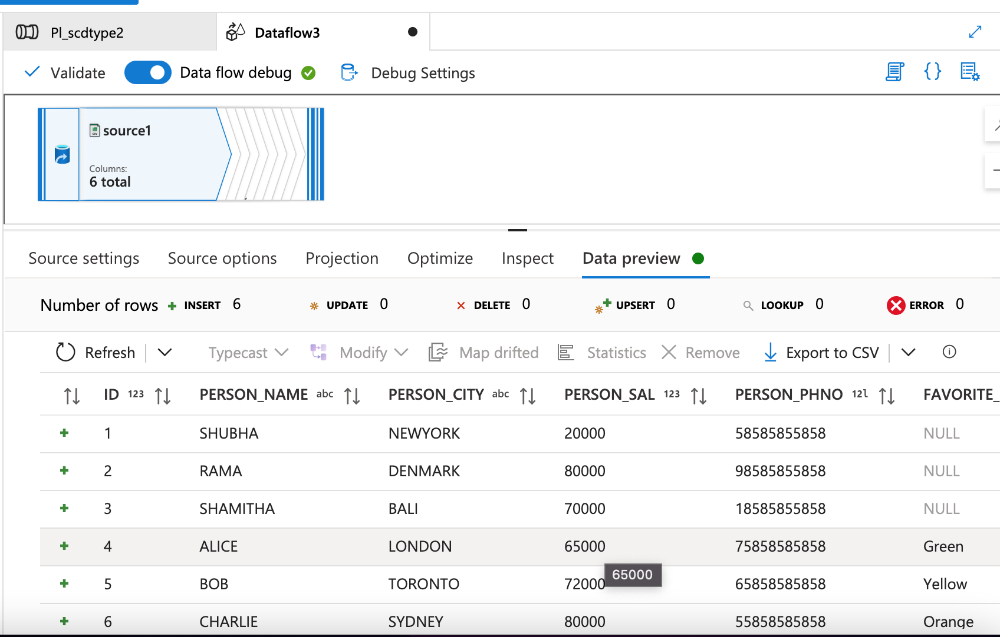 Pl_scdtype2 Dataflow3
Validate Data flow debug Debug Settings
source1
Columns:
6 total
Source settings Source options Projection Optimize Inspect Data preview
Number of rows INSERT 6 UPDATE 0 DELETE 0 UPSERT 0 LOOKUP 0 ERROR 0
Refresh Typecast Modify Map drifted Statistics Remove Export to CSV
ID 123 PERSON_NAME abc PERSON_CITY abc PERSON_SAL 123 PERSON_PHNO 12l FAVORITE_
1 SHUBHA NEWYORK 20000 58585855858 NULL
2 RAMA DENMARK 80000 98585855858 NULL
3 SHAMITHA BALI 70000 18585855858 NULL
4 ALICE LONDON 65000 75858585858 Green
65000
5 BOB TORONTO 72000 65858585858 Yellow
6 CHARLIE SYDNEY 80000 55858585858 Orange